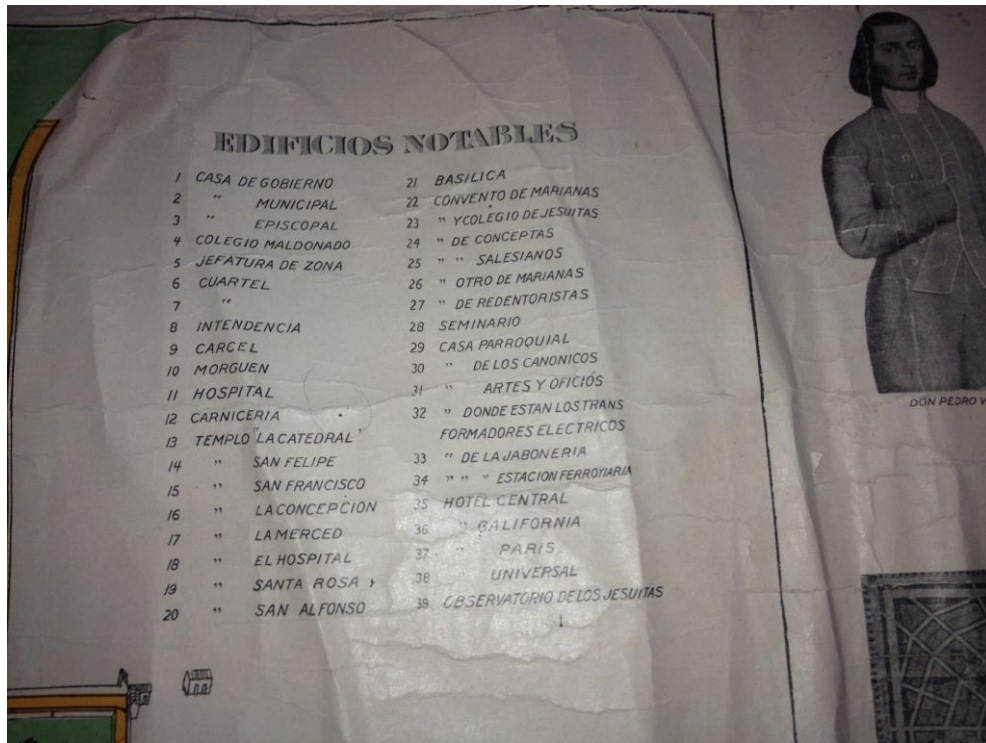 EDIFICIOS NOTABLES
1 CASA DE GOBIERNO
2 " MUNICIPAL
3 " EPISCOPAL
4 COLEGIO MALDONADO
5 JEFATURA DE ZONA
6 CUARTEL
7 "
8 INTENDENCIA
9 CARCEL
10 MORGUEN
11 HOSPITAL
12 CARNICERIA
13 TEMPLO "LA CATEDRAL"
14 " SAN FELIPE
15 " SAN FRANCISCO
16 " LA CONCEPCION
17 " LA MERCED
18 " EL HOSPITAL
19 " SANTA ROSA
20 " SAN ALFONSO
21 BASILICA
22 CONVENTO DE MARIANAS
23 " Y COLEGIO DE JESUITAS
24 " DE CONCEPTAS
25 " " SALESIANOS
26 " OTRO DE MARIANAS
27 " DE REDENTORISTAS
28 SEMINARIO
29 CASA PARROQUIAL
30 " DE LOS CANONICOS
31 " ARTES Y OFICIÓS
32 " DONDE ESTAN LOS TRANS
FORMADORES ELECTRICOS
33 " DE LA JABONERIA
34 " " " ESTACION FERROVIARIA
35 HOTEL CENTRAL
36 " CALIFORNIA
37 " PARIS
38 " UNIVERSAL
39 OBSERVATORIO DE LOS JESUITAS
DON PEDRO